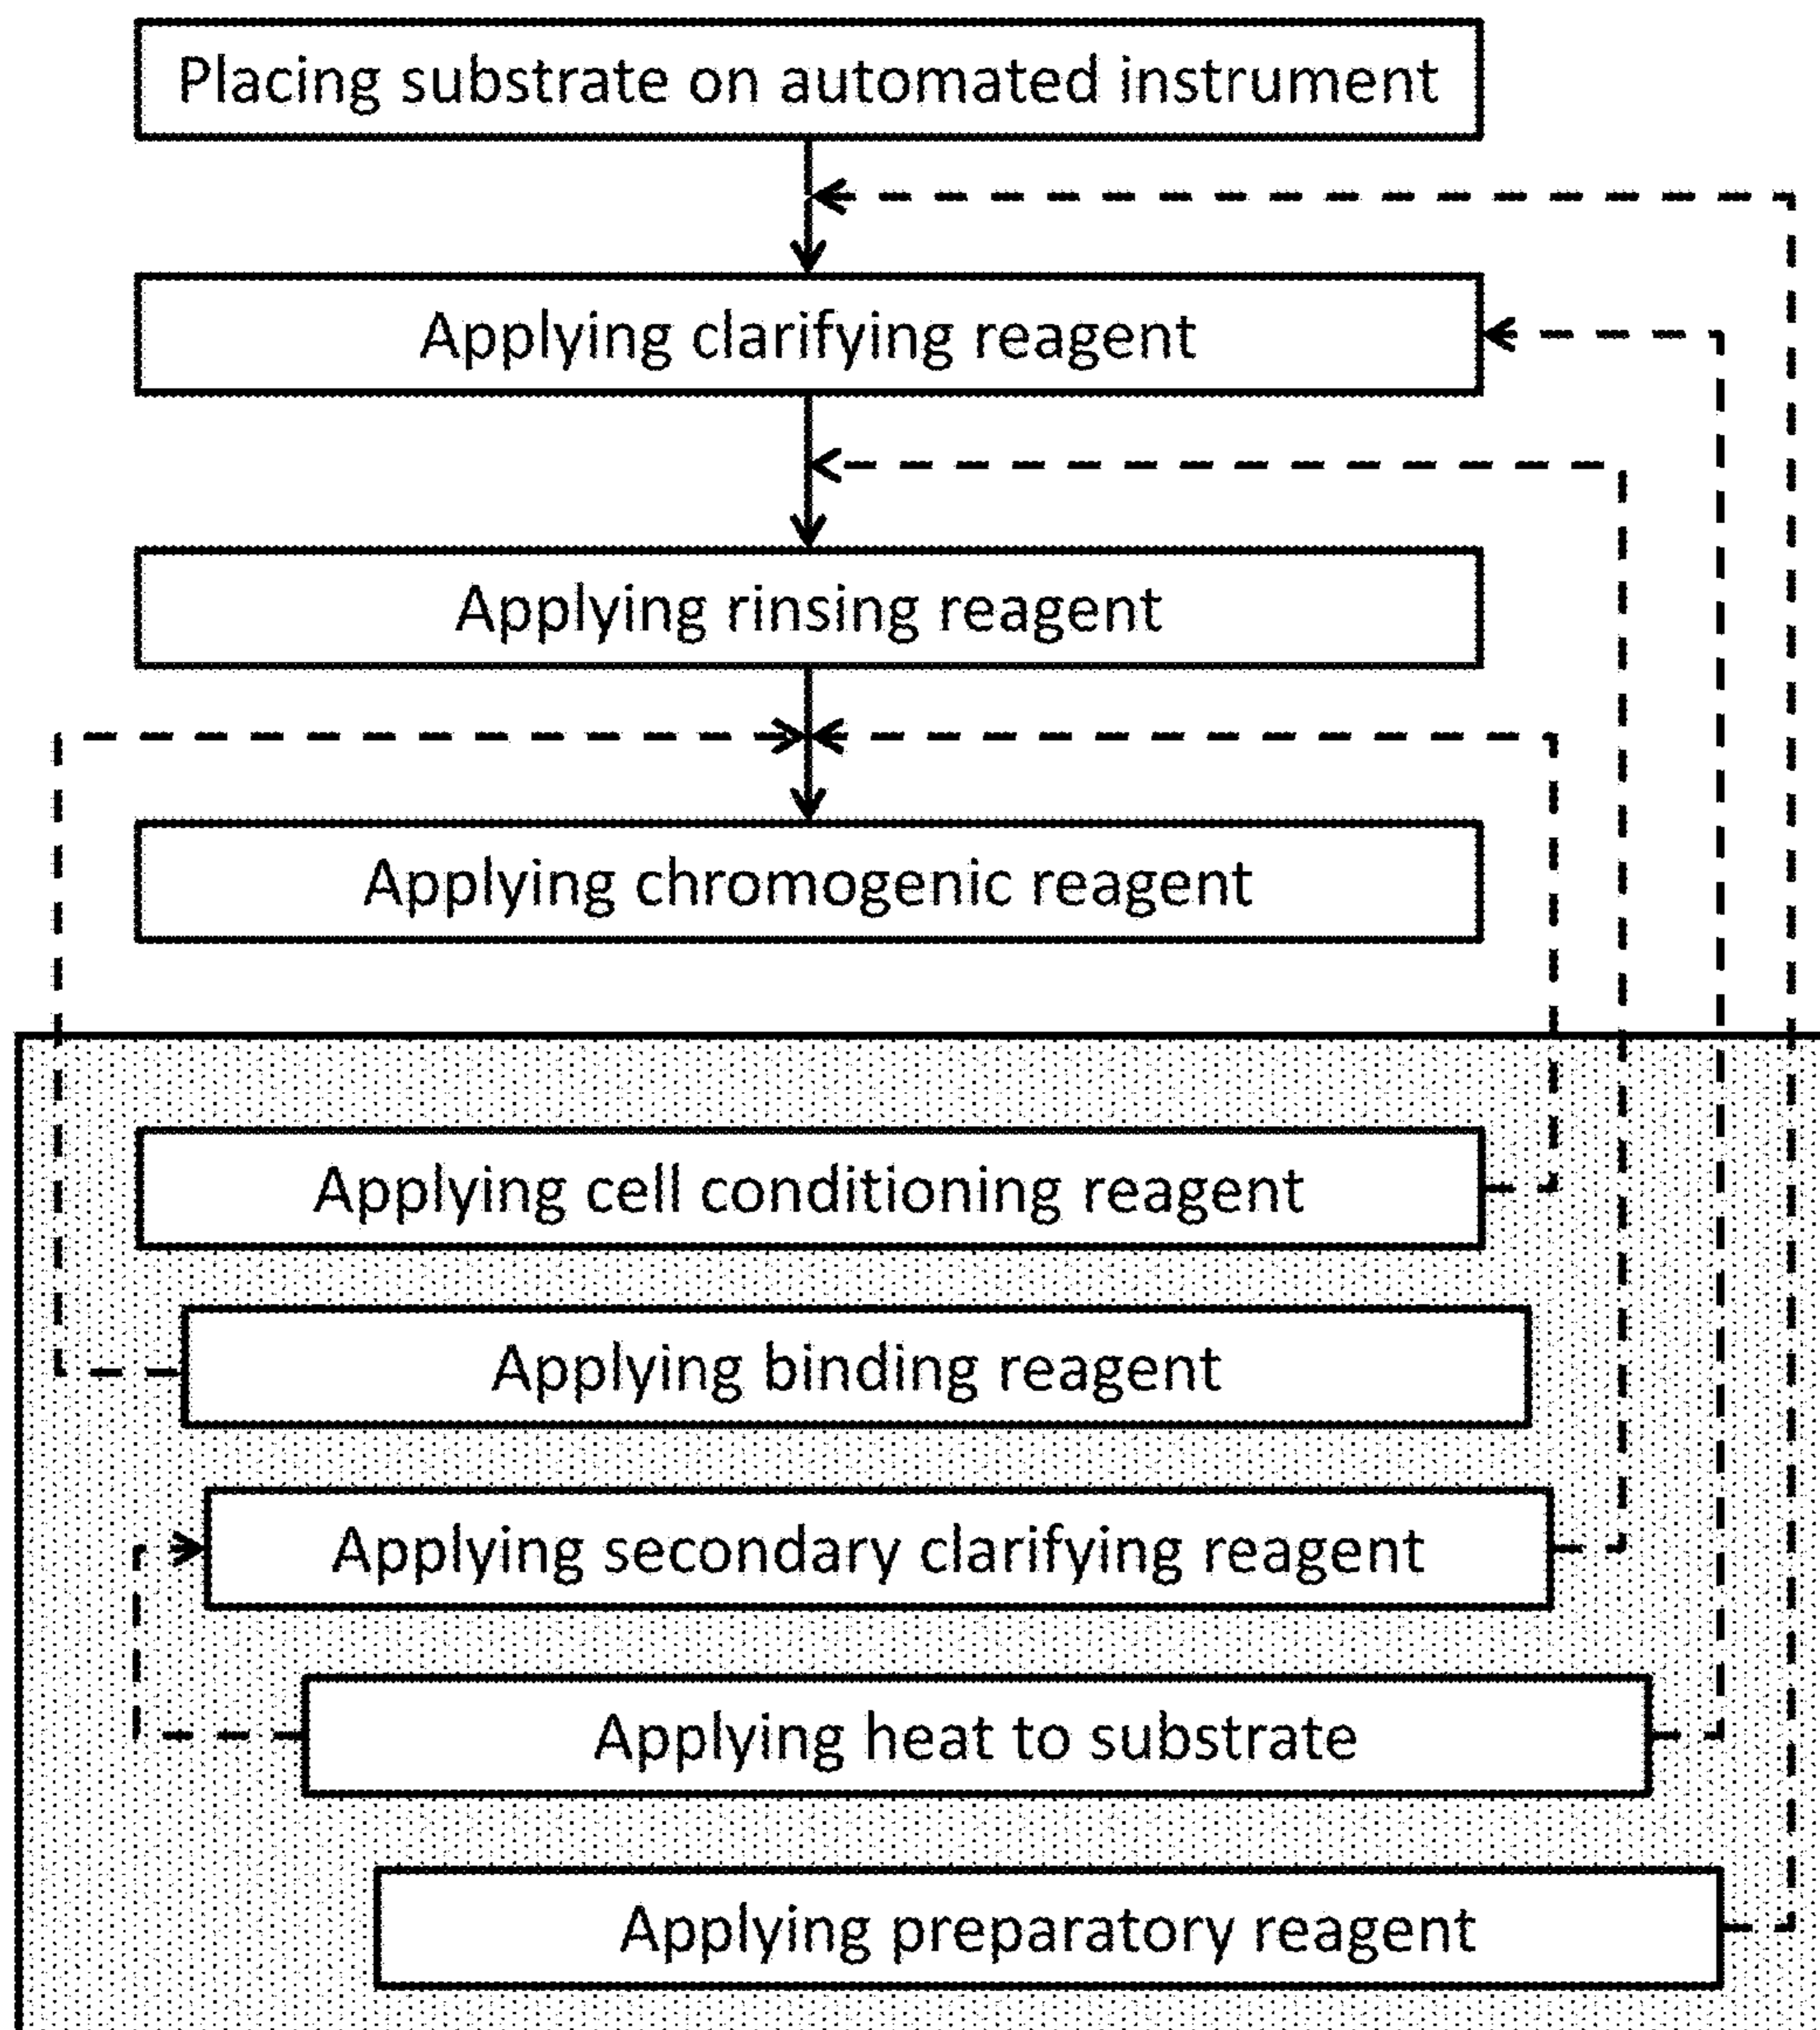 Placing substrate on automated instrument
Applying clarifying reagent
Applying rinsing reagent
Applying chromogenic reagent
Applying cell conditioning reagent
Applying binding reagent
Applying secondary clarifying reagent
Applying heat to substrate
Applying preparatory reagent